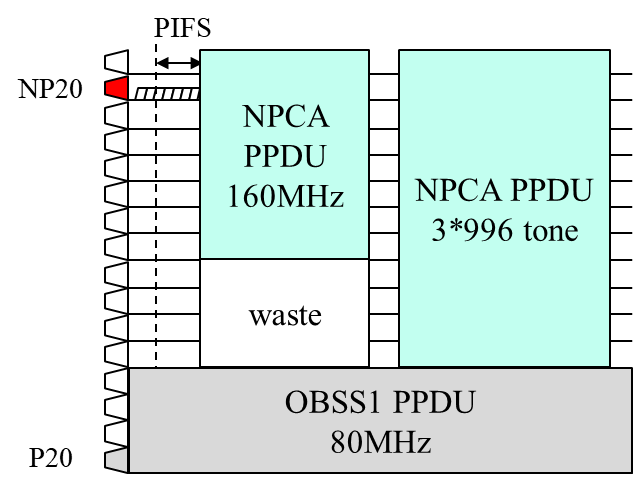 PIFS
NP20
NPCA
PPDU
160MHz
NPCA PPDU
3*996 tone
waste
OBSS1 PPDU
80MHz
P20